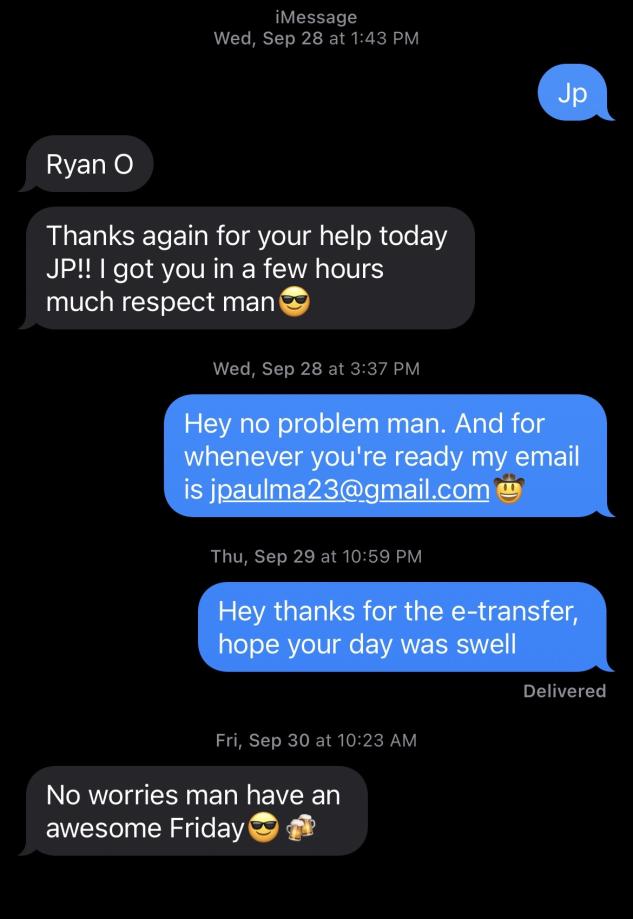 iMessage
Wed, Sep 28 at 1:43 PM
Jp
Ryan O
Thanks again for your help today
JP!! I got you in a few hours
much respect man😎
Wed, Sep 28 at 3:37 PM
Hey no problem man. And for
whenever you're ready my email
is jpaulma23@gmail.com🤠
Thu, Sep 29 at 10:59 PM
Hey thanks for the e-transfer,
hope your day was swell
Delivered
Fri, Sep 30 at 10:23 AM
No worries man have an
awesome Friday😎🍻